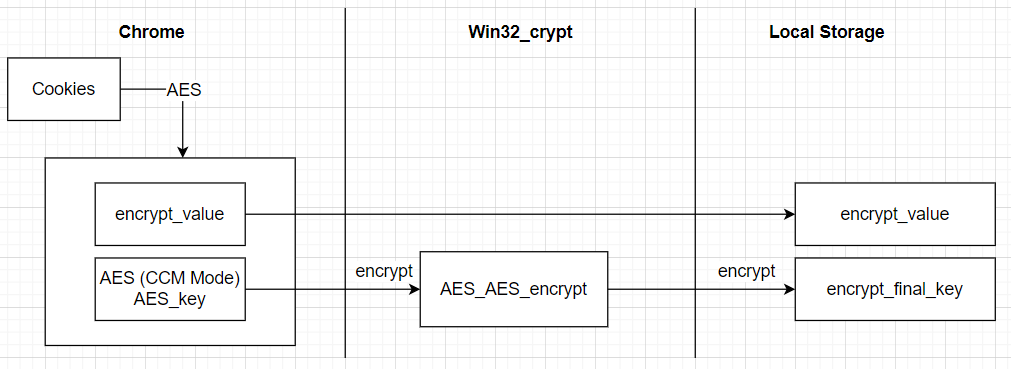 Chrome
Win32_crypt
Local Storage
Cookies
AES
encrypt_value
encrypt_value
AES (CCM Mode)
AES_key
encrypt
AES_AES_encrypt
encrypt
encrypt_final_key